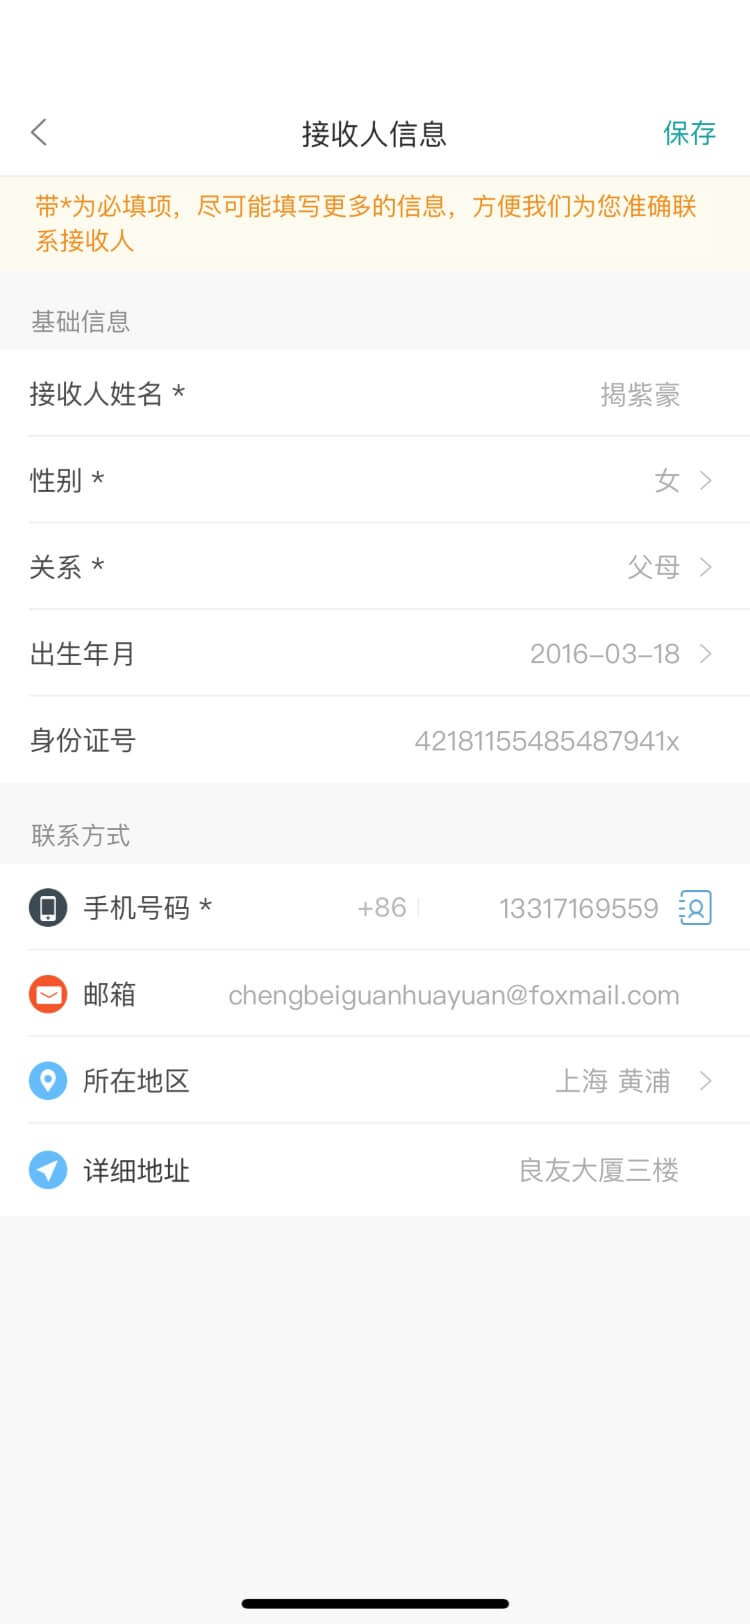 接收人信息
保存
带*为必填项，尽可能填写更多的信息，方便我们为您准确联
系接收人
基础信息
接收人姓名 *
揭紫豪
性别 *
女
关系 *
父母
出生年月
2016-03-18
身份证号
42181155485487941x
联系方式
手机号码 *
+86
13317169559
邮箱
chengbeiguanhuayuan@foxmail.com
所在地区
上海 黄浦
详细地址
良友大厦三楼